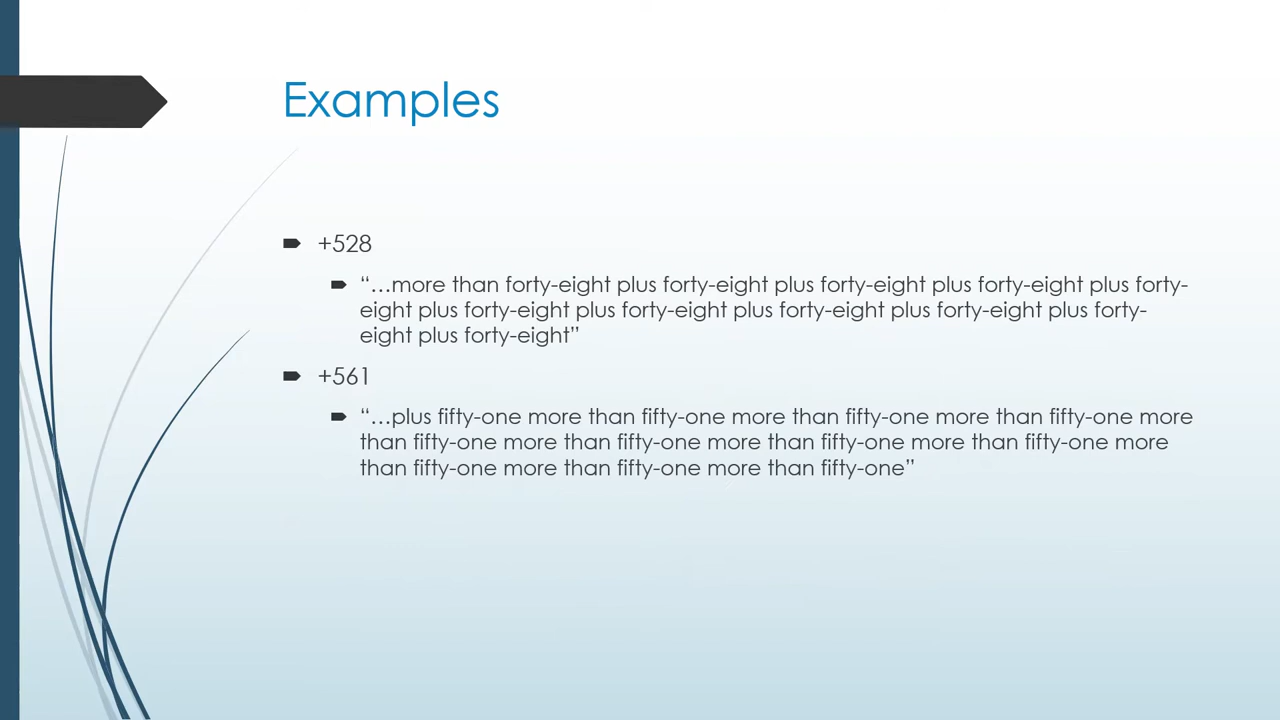 Examples
+528
“…more than forty-eight plus forty-eight plus forty-eight plus forty-eight plus forty-
eight plus forty-eight plus forty-eight plus forty-eight plus forty-eight plus forty-
eight plus forty-eight”
+561
“…plus fifty-one more than fifty-one more than fifty-one more than fifty-one more
than fifty-one more than fifty-one more than fifty-one more than fifty-one more
than fifty-one more than fifty-one more than fifty-one”